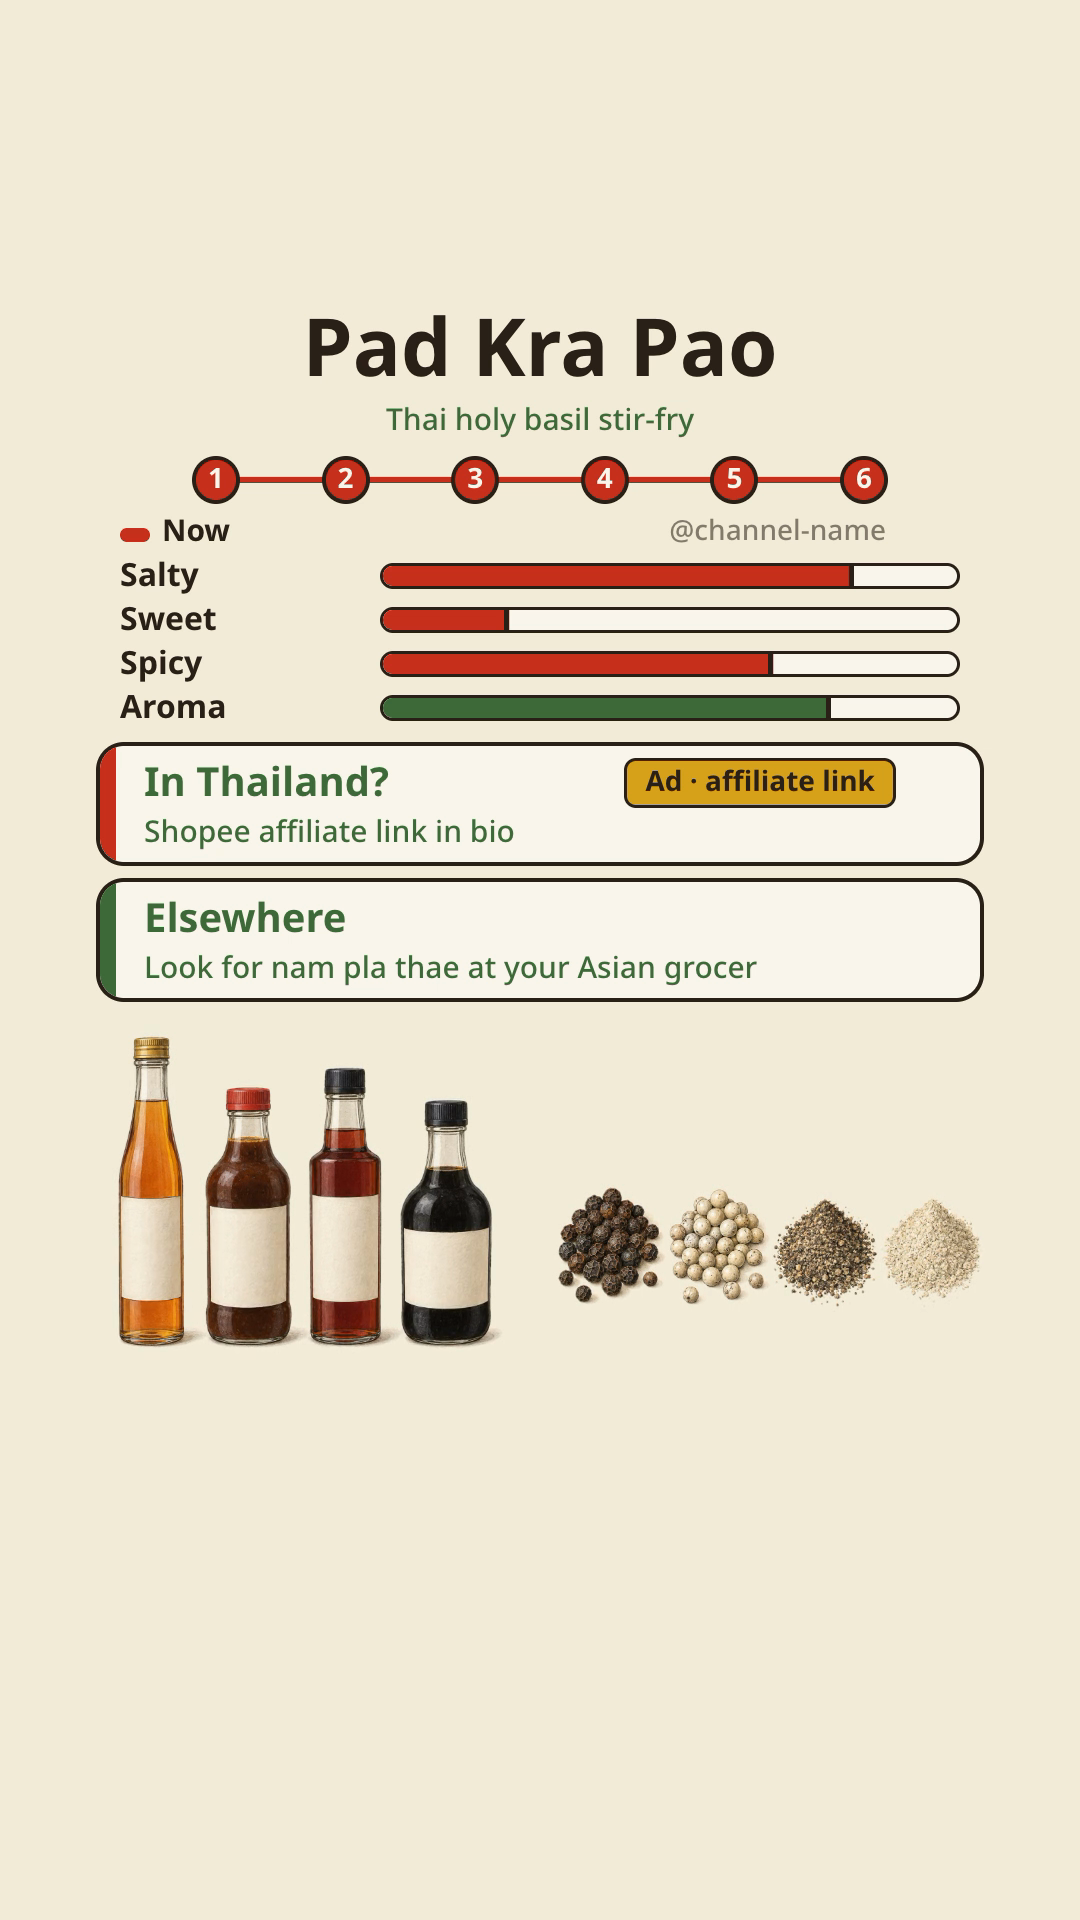 Pad Kra Pao
Thai holy basil stir-fry
1 2 3 4 5 6
Now @channel-name
Salty
Sweet
Spicy
Aroma
In Thailand? Ad · affiliate link
Shopee affiliate link in bio
Elsewhere
Look for nam pla thae at your Asian grocer